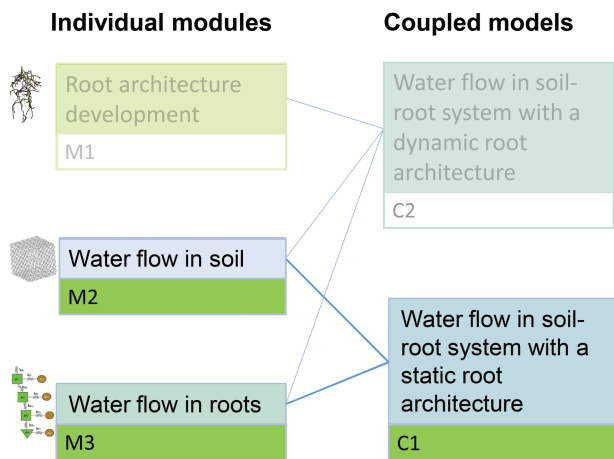 Individual modules
Coupled models
Root architecture
development
M1
Water flow in soil
M2
Water flow in roots
M3
Water flow in soil-
root system with a
dynamic root
architecture
C2
Water flow in soil-
root system with a
static root
architecture
C1